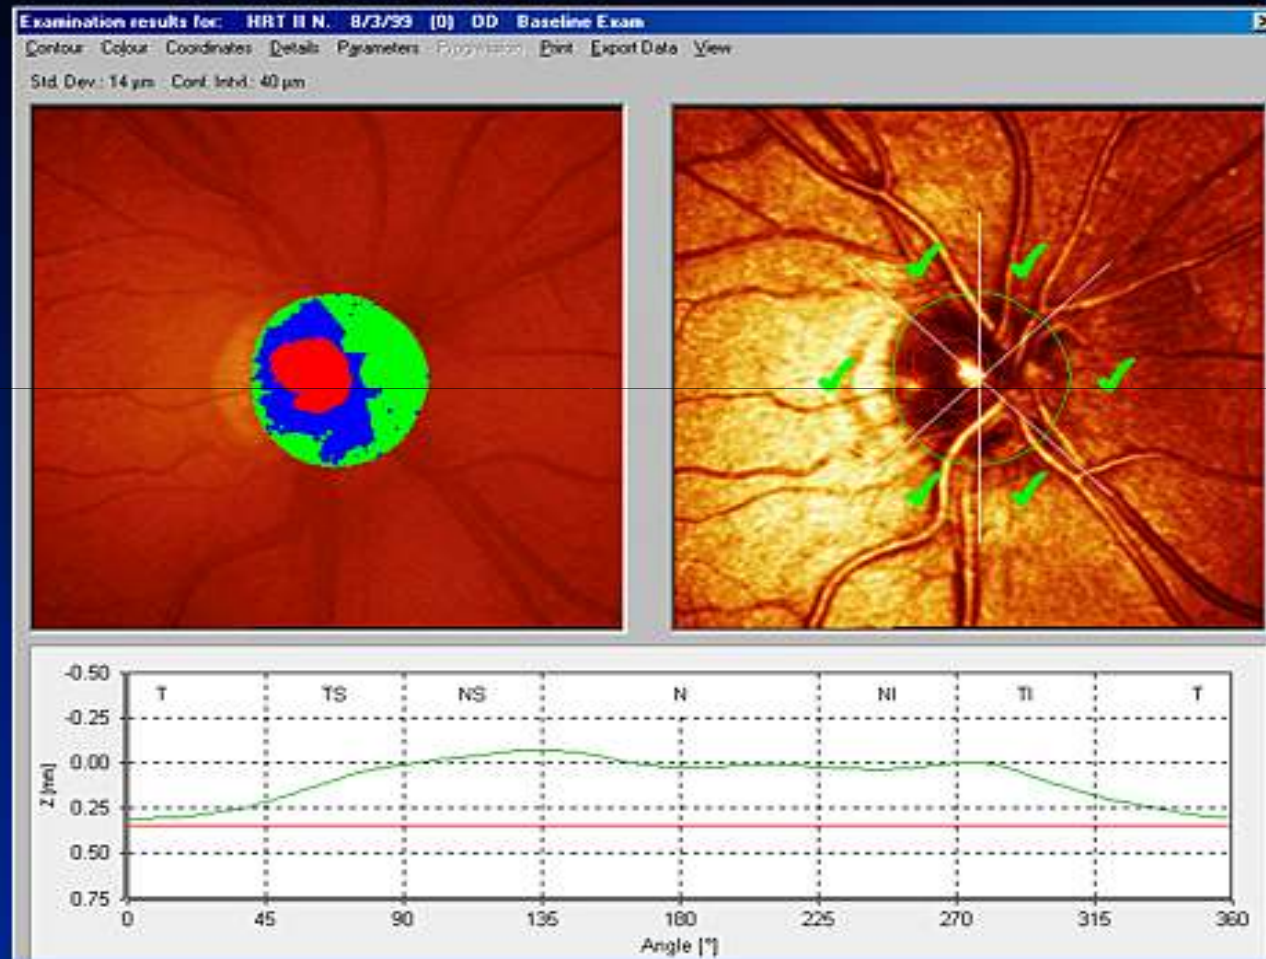 Examination results for: HRT II N. 8/3/99 (0) OD Baseline Exam
Contour Colour Coordinates Details Parameters Progression Print Export Data View
Std. Dev.: 14 µm Conf. Intvl.: 40 µm
-0.50
-0.25
0.00
0.25
0.50
0.75
Z [mm]
T TS NS N NI TI T
0 45 90 135 180 225 270 315 360
Angle [°]